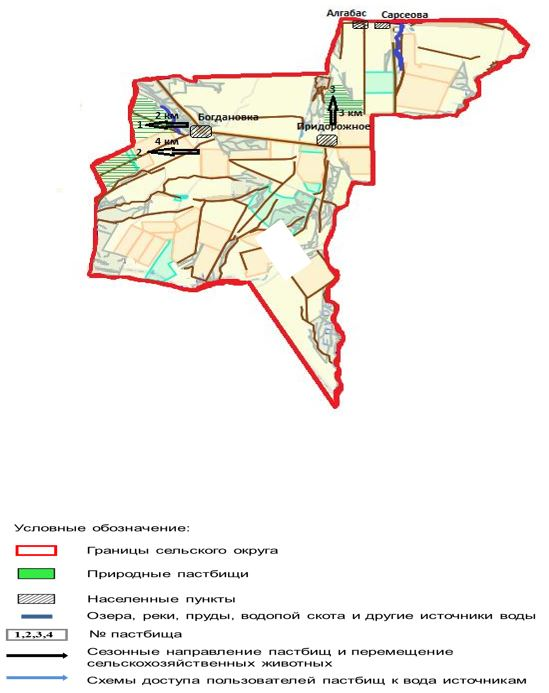 Алгабас Сарсеова
3
2 км
Богдановка
3 км
1
Придорожное
4 км
2
Условные обозначение:
Границы сельского округа
Природные пастбищи
Населенные пункты
Озера, реки, пруды, водопой скота и другие источники воды
1,2,3,4 № пастбища
Сезонные направление пастбищ и перемещение
сельскохозяйственных животных
Схемы доступа пользователей пастбищ к вода источникам